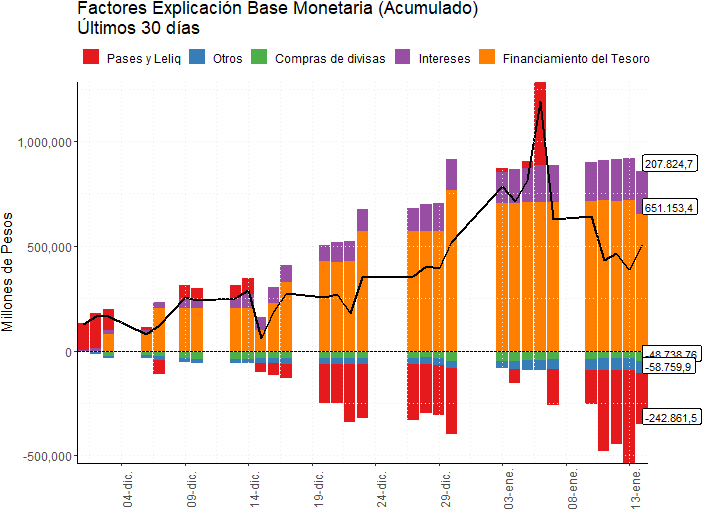 Factores Explicación Base Monetaria (Acumulado)
Últimos 30 días
Pases y Leliq Otros Compras de divisas Intereses Financiamiento del Tesoro
Millones de Pesos
1,000,000
500,000
0
-500,000
207.824,7
651.153,4
-48.738,76
-58.759,9
-242.861,5
04-dic.
09-dic.
14-dic.
19-dic.
24-dic.
29-dic.
03-ene.
08-ene.
13-ene.